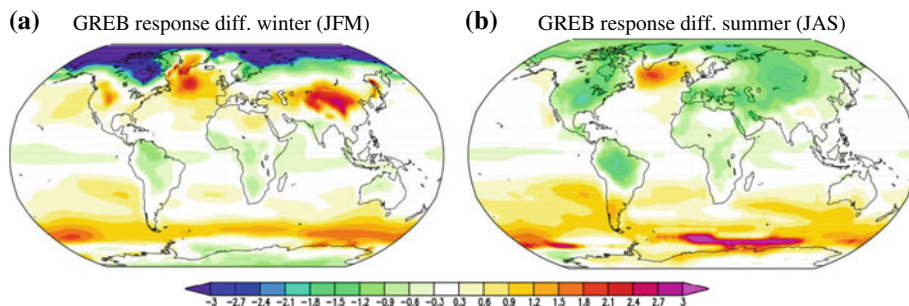 (a) GREB response diff. winter (JFM)
(b) GREB response diff. summer (JAS)
−3 −2.7 −2.4 −2.1 −1.8 −1.5 −1.2 −0.9 −0.6 −0.3 0.3 0.6 0.9 1.2 1.5 1.8 2.1 2.4 2.7 3